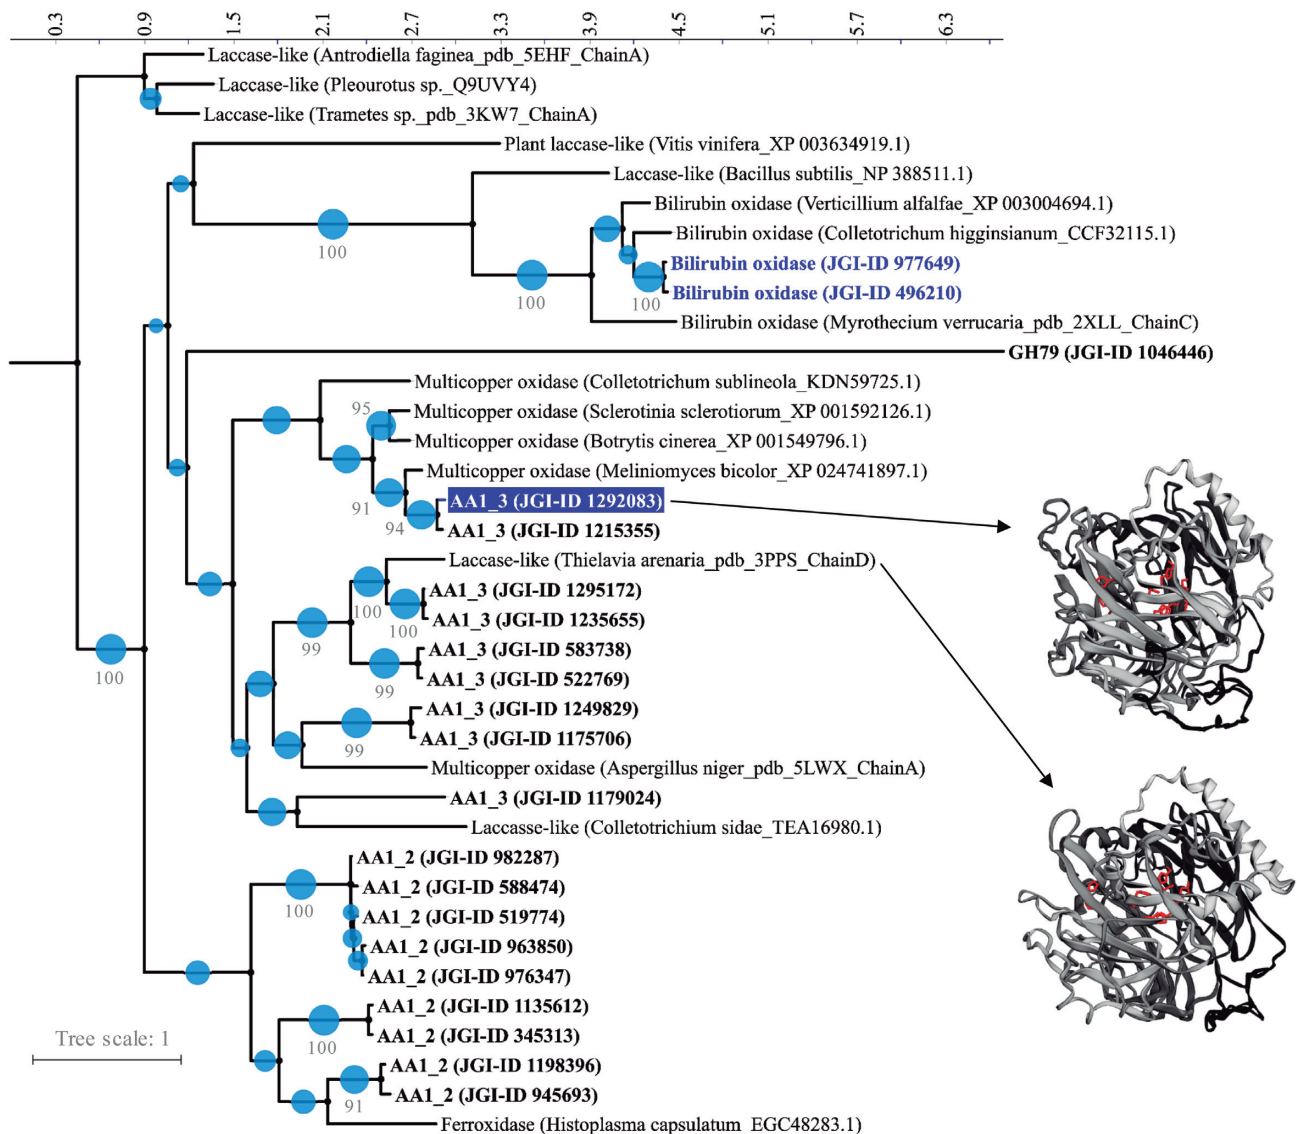 0.3 0.9 1.5 2.1 2.7 3.3 3.9 4.5 5.1 5.7 6.3
Laccase-like (Antrodiella faginea_pdb_5EHF_ChainA)
Laccase-like (Pleourotus sp._Q9UVY4)
Laccase-like (Trametes sp._pdb_3KW7_ChainA)
Plant laccase-like (Vitis vinifera_XP 003634919.1)
Laccase-like (Bacillus subtilis_NP 388511.1)
Bilirubin oxidase (Verticillium alfalfae_XP 003004694.1)
100
Bilirubin oxidase (Colletotrichum higginsianum_CCF32115.1)
Bilirubin oxidase (JGI-ID 977649)
Bilirubin oxidase (JGI-ID 496210)
100 100
Bilirubin oxidase (Myrothecium verrucaria_pdb_2XLL_ChainC)
GH79 (JGI-ID 1046446)
Multicopper oxidase (Colletotrichum sublineola_KDN59725.1)
95
Multicopper oxidase (Sclerotinia sclerotiorum_XP 001592126.1)
Multicopper oxidase (Botrytis cinerea_XP 001549796.1)
Multicopper oxidase (Meliniomyces bicolor_XP 024741897.1)
AA1_3 (JGI-ID 1292083)
91
94
AA1_3 (JGI-ID 1215355)
Laccase-like (Thielavia arenaria_pdb_3PPS_ChainD)
AA1_3 (JGI-ID 1295172)
100
AA1_3 (JGI-ID 1235655)
100
99
AA1_3 (JGI-ID 583738)
100
AA1_3 (JGI-ID 522769)
99
AA1_3 (JGI-ID 1249829)
AA1_3 (JGI-ID 1175706)
99
Multicopper oxidase (Aspergillus niger_pdb_5LWX_ChainA)
AA1_3 (JGI-ID 1179024)
Laccasse-like (Colletotrichium sidae_TEA16980.1)
AA1_2 (JGI-ID 982287)
AA1_2 (JGI-ID 588474)
100
AA1_2 (JGI-ID 519774)
AA1_2 (JGI-ID 963850)
AA1_2 (JGI-ID 976347)
AA1_2 (JGI-ID 1135612)
AA1_2 (JGI-ID 345313)
Tree scale: 1
100
AA1_2 (JGI-ID 1198396)
AA1_2 (JGI-ID 945693)
91
Ferroxidase (Histoplasma capsulatum_EGC48283.1)